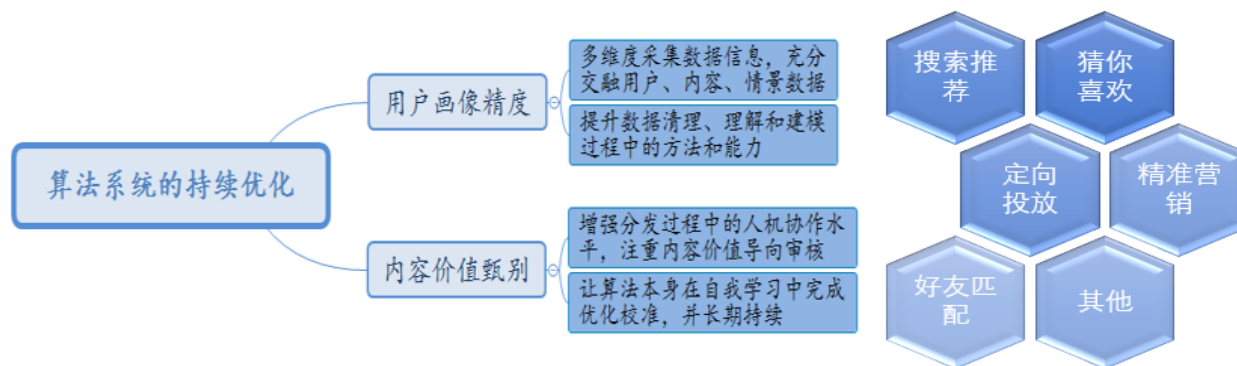 算法系统的持续优化
用户画像精度
多维度采集数据信息，充分
交融用户、内容、情景数据
提升数据清理、理解和建模
过程中的方法和能力
内容价值甄别
增强分发过程中的人机协作水
平，注重内容价值导向审核
让算法本身在自我学习中完成
优化校准，并长期持续
搜索推
荐
猜你
喜欢
定向
投放
精准营
销
好友匹
配
其他